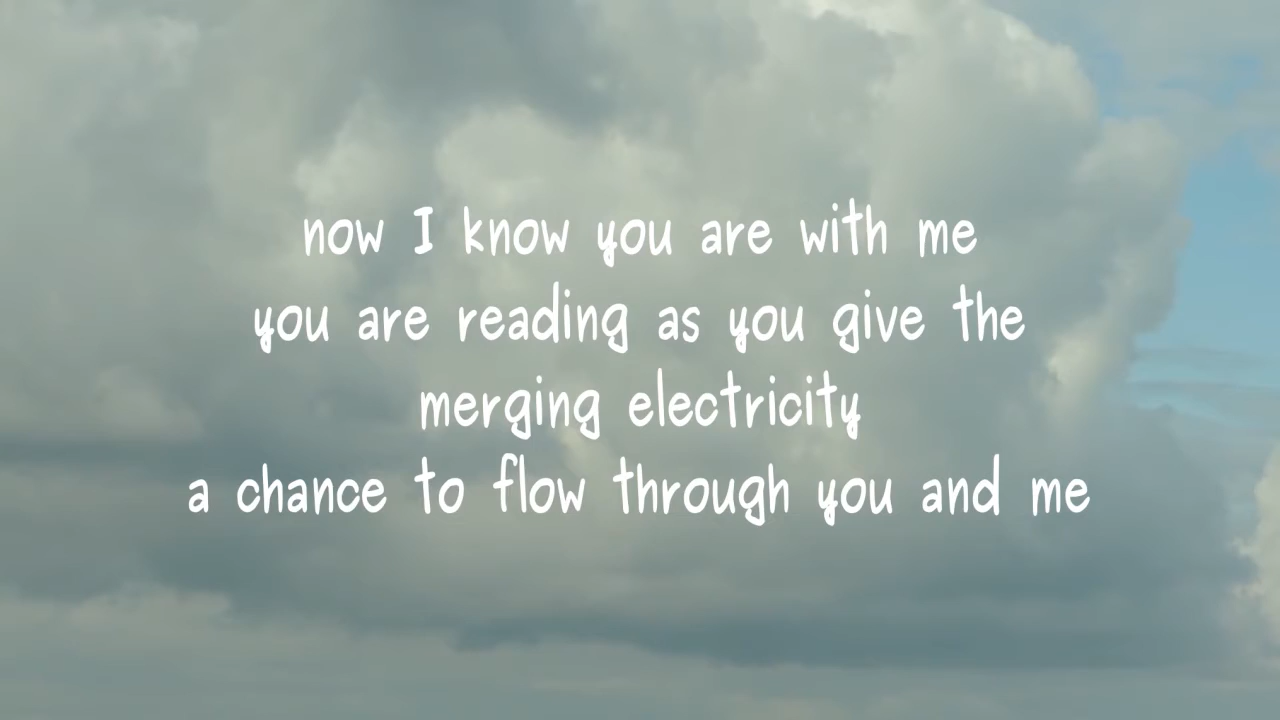 now I know you are with me
you are reading as you give the
merging electricity
a chance to flow through you and me